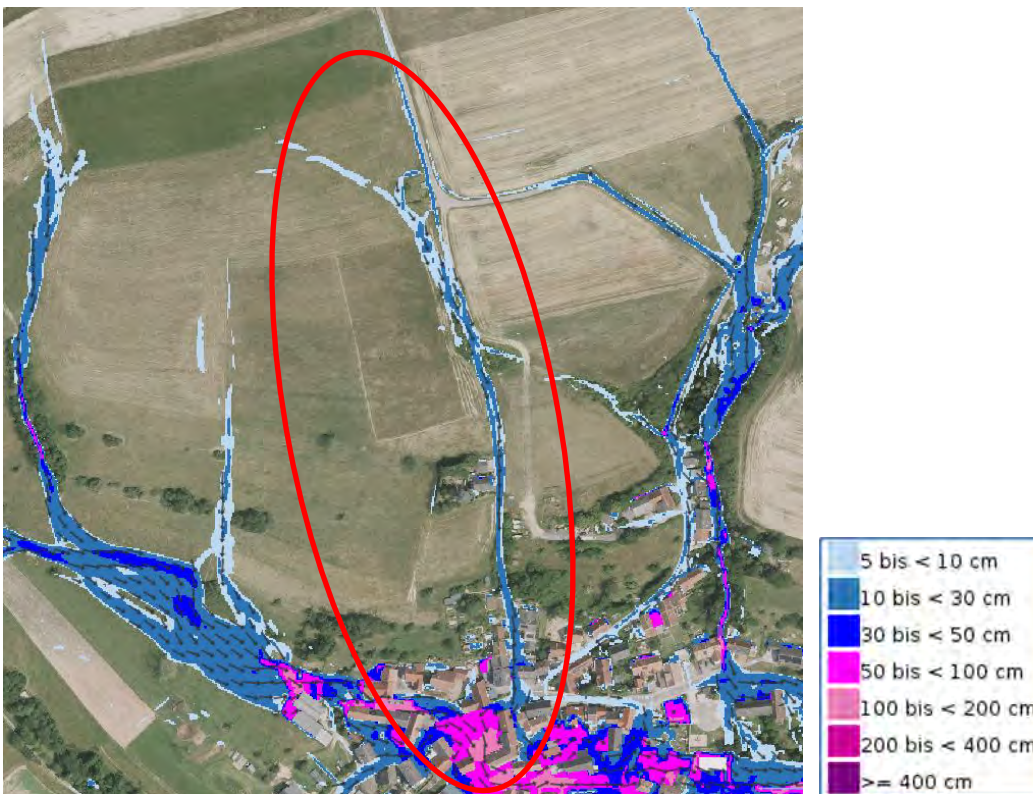 5 bis < 10 cm
10 bis < 30 cm
30 bis < 50 cm
50 bis < 100 cm
100 bis < 200 cm
200 bis < 400 cm
>= 400 cm